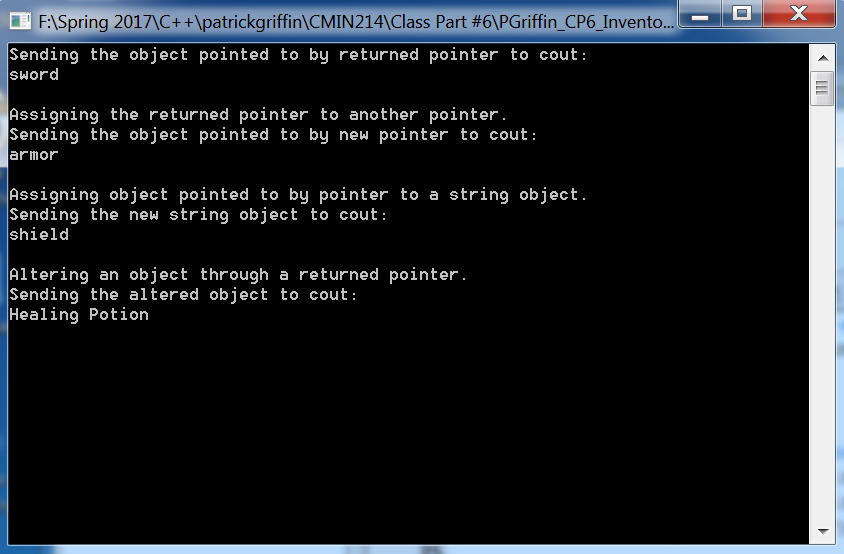 F:\Spring 2017\C++\patrickgriffin\CMIN214\Class Part #6\PGriffin_CP6_Invento...
Sending the object pointed to by returned pointer to cout:
sword
Assigning the returned pointer to another pointer.
Sending the object pointed to by new pointer to cout:
armor
Assigning object pointed to by pointer to a string object.
Sending the new string object to cout:
shield
Altering an object through a returned pointer.
Sending the altered object to cout:
Healing Potion